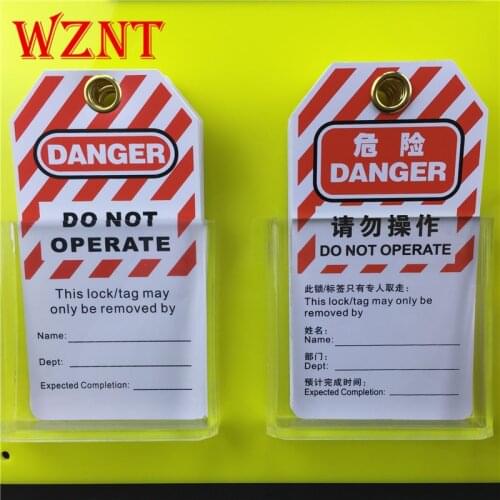 WZNT
DANGER
DO NOT
OPERATE
This lock/tag may
only be removed by
Name:
Dept:
Expected Completion:
危险
DANGER
请勿操作
DO NOT OPERATE
此锁/标签只有专人取走:
This lock/tag may only be
removed by
姓名:
Name:
部门:
Dept:
预计完成时间:
Expected Completion: